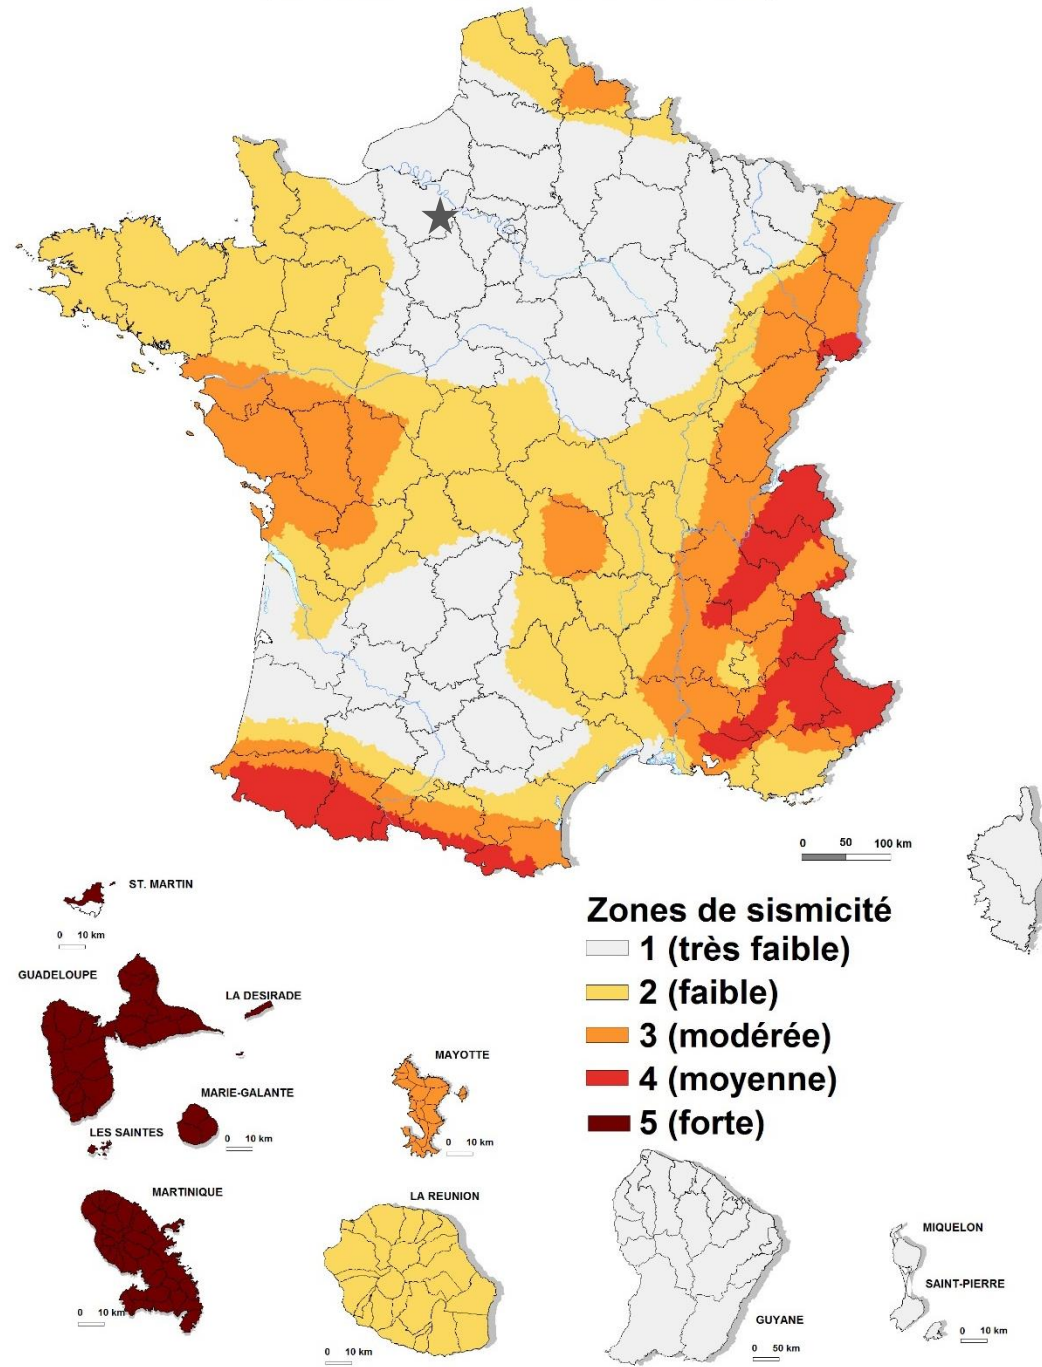 0 50 100 km
ST. MARTIN
0 10 km
GUADELOUPE
LA DESIRADE
MARIE-GALANTE
0 10 km
LES SAINTES
MAYOTTE
0 10 km
Zones de sismicité
1 (très faible)
2 (faible)
3 (modérée)
4 (moyenne)
5 (forte)
MARTINIQUE
0 10 km
LA REUNION
0 10 km
GUYANE
0 50 km
MIQUELON
SAINT-PIERRE
0 10 km